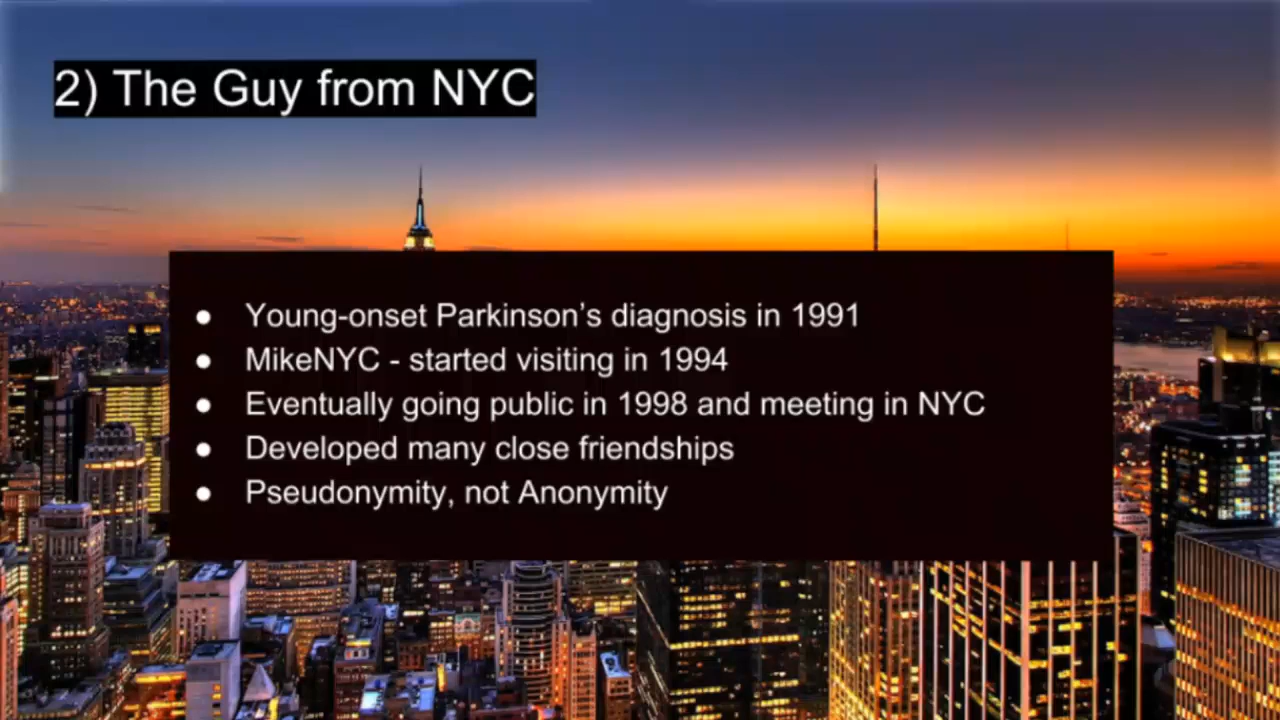 2) The Guy from NYC
● Young-onset Parkinson’s diagnosis in 1991
● MikeNYC - started visiting in 1994
● Eventually going public in 1998 and meeting in NYC
● Developed many close friendships
● Pseudonymity, not Anonymity